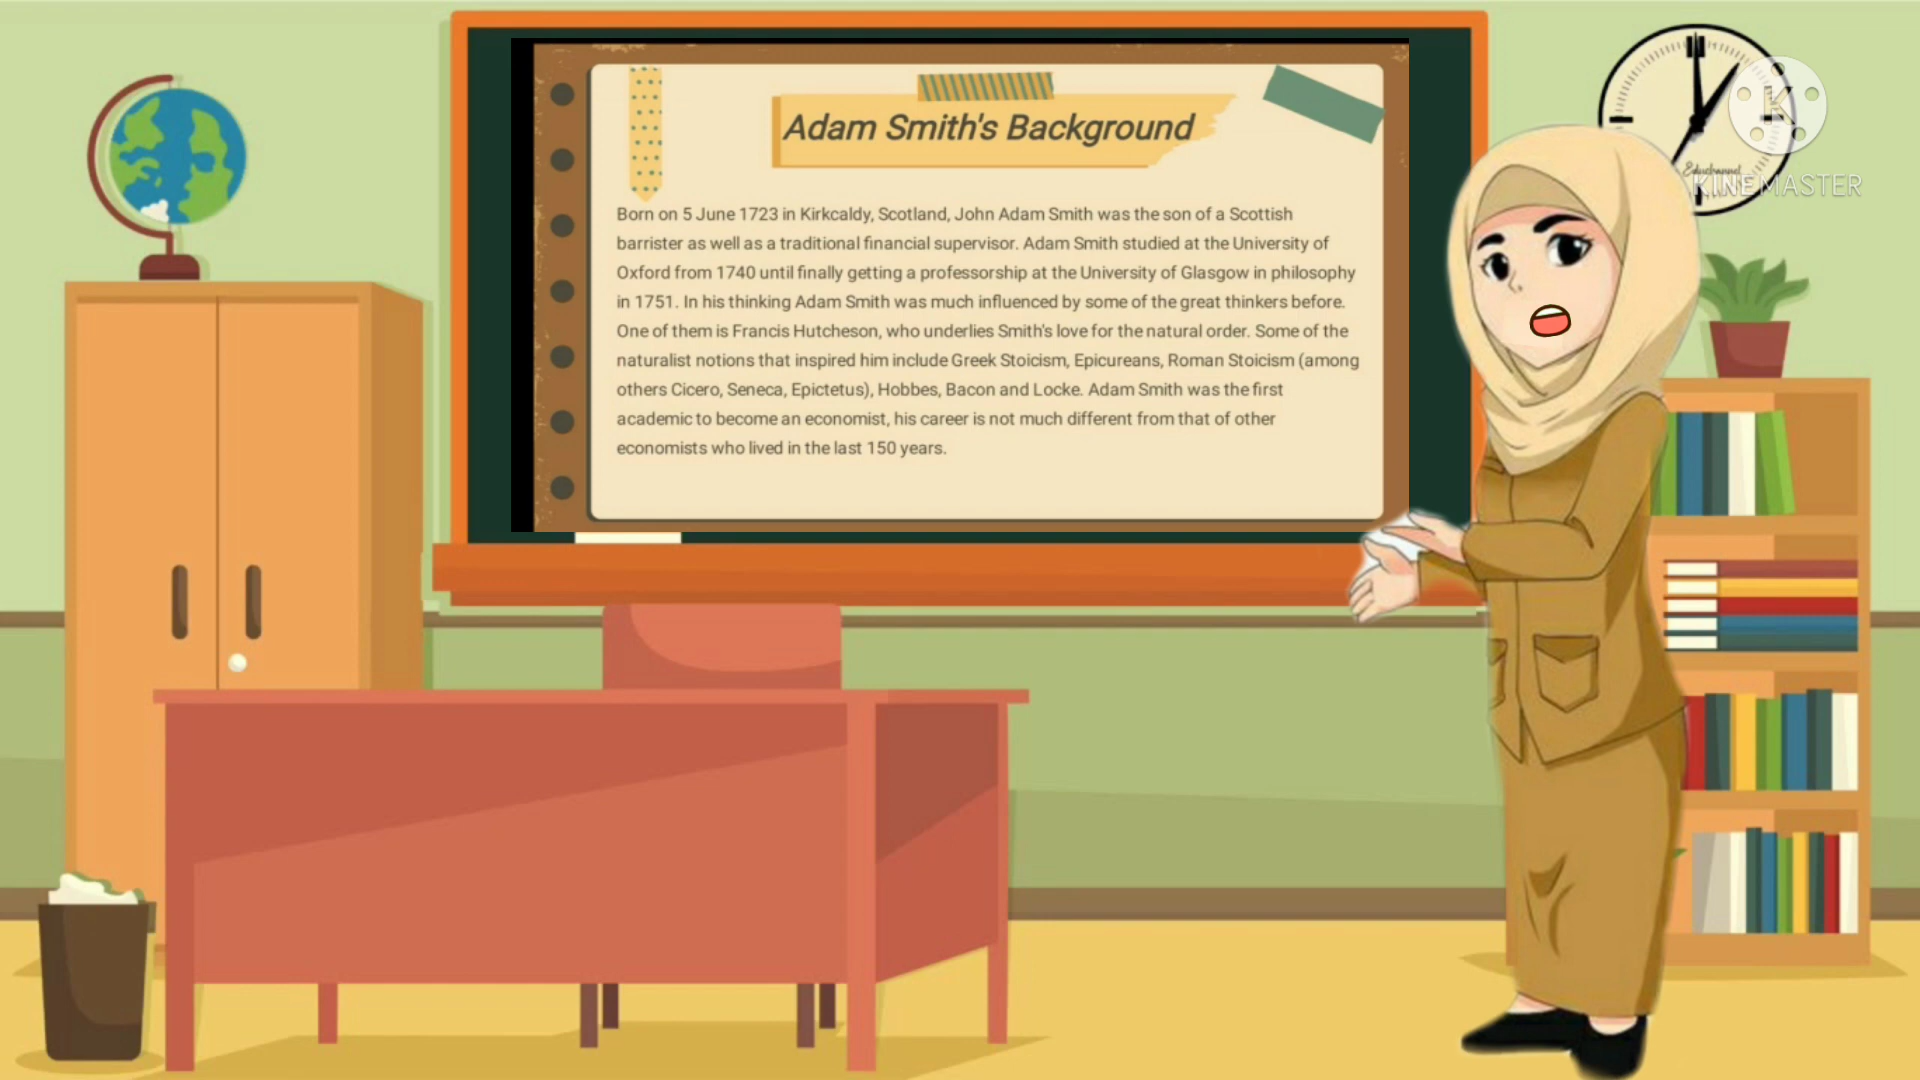 Adam Smith's Background
Born on 5 June 1723 in Kirkcaldy, Scotland, John Adam Smith was the son of a Scottish
barrister as well as a traditional financial supervisor. Adam Smith studied at the University of
Oxford from 1740 until finally getting a professorship at the University of Glasgow in philosophy
in 1751. In his thinking Adam Smith was much influenced by some of the great thinkers before.
One of them is Francis Hutcheson, who underlies Smith's love for the natural order. Some of the
naturalist notions that inspired him include Greek Stoicism, Epicureans, Roman Stoicism (among
others Cicero, Seneca, Epictetus), Hobbes, Bacon and Locke. Adam Smith was the first
academic to become an economist, his career is not much different from that of other
economists who lived in the last 150 years.
K
KINEMASTER